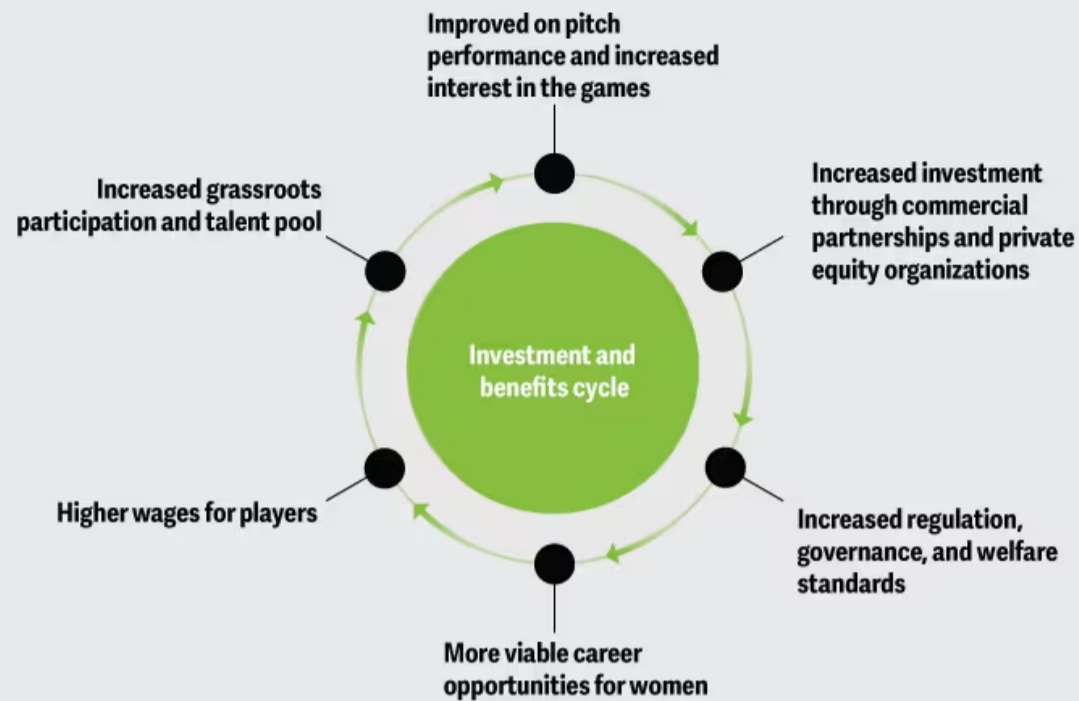 Improved on pitch
performance and increased
interest in the games
Increased investment
through commercial
partnerships and private
equity organizations
Increased regulation,
governance, and welfare
standards
More viable career
opportunities for women
Higher wages for players
Increased grassroots
participation and talent pool
Investment and
benefits cycle